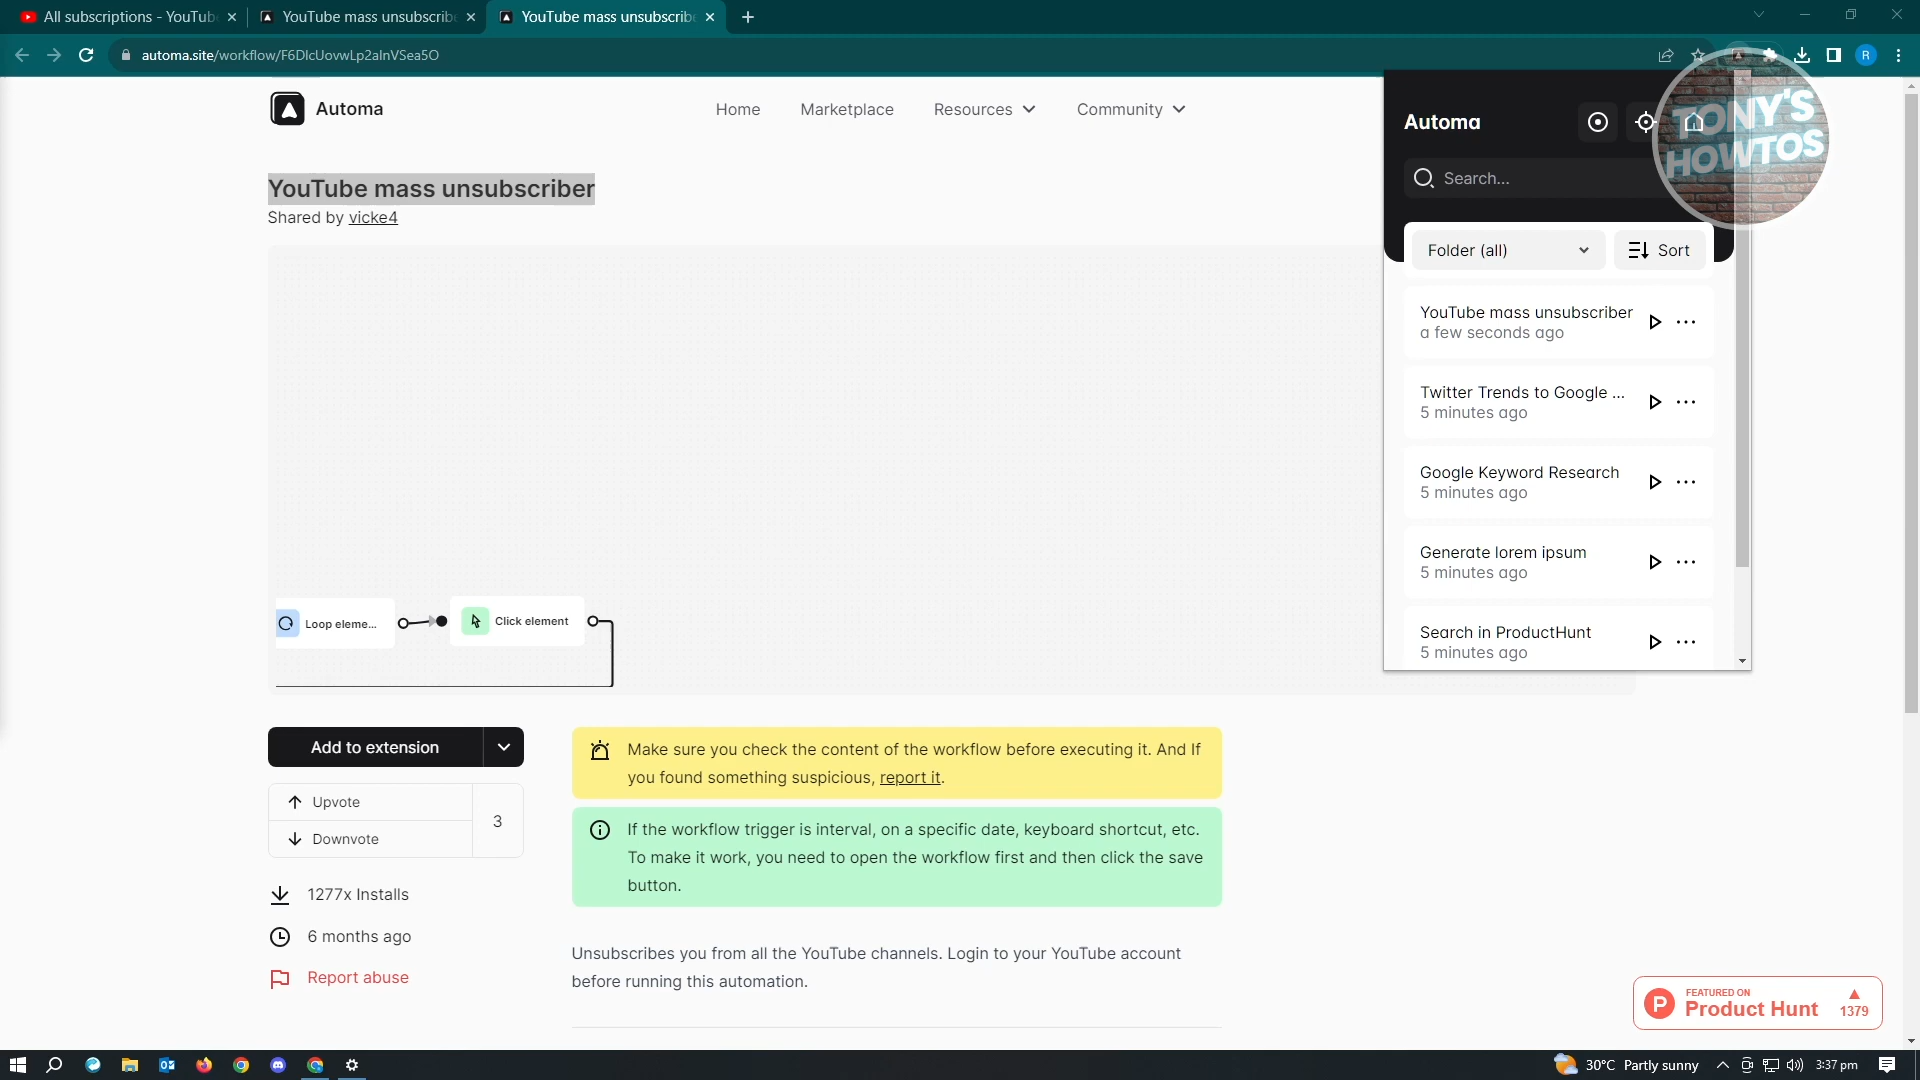 All subscriptions - YouTub
YouTube mass unsubscribe
YouTube mass unsubscribe
automa.site/workflow/F6DlcUovwLp2alnVSea5O
R
Automa
Home
Marketplace
Resources
Community
YouTube mass unsubscriber
Shared by vicke4
Loop eleme...
Click element
Add to extension
Upvote
Downvote
3
1277x Installs
6 months ago
Report abuse
Make sure you check the content of the workflow before executing it. And If
you found something suspicious, report it.
If the workflow trigger is interval, on a specific date, keyboard shortcut, etc.
To make it work, you need to open the workflow first and then click the save
button.
Unsubscribes you from all the YouTube channels. Login to your YouTube account
before running this automation.
Automa
Search...
TONY'S
HOWTOS
Folder (all)
Sort
YouTube mass unsubscriber
a few seconds ago
Twitter Trends to Google ...
5 minutes ago
Google Keyword Research
5 minutes ago
Generate lorem ipsum
5 minutes ago
Search in ProductHunt
5 minutes ago
P
FEATURED ON
Product Hunt
1379
30°C Partly sunny
3:37 pm